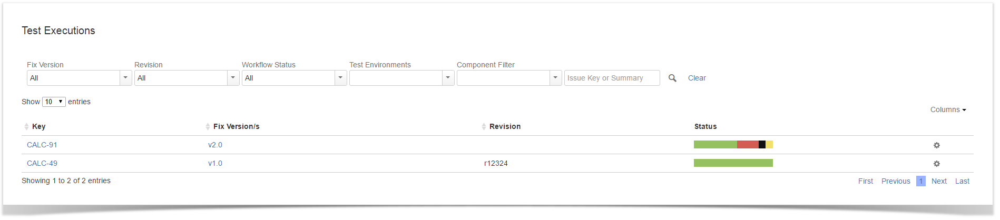 Test Executions
Fix Version Revision Workflow Status Test Environments Component Filter
All All All Issue Key or Summary Clear
Show 10 entries
Columns
Key Fix Version/s Revision Status
CALC-91 v2.0
CALC-49 v1.0 r12324
Showing 1 to 2 of 2 entries First Previous 1 Next Last